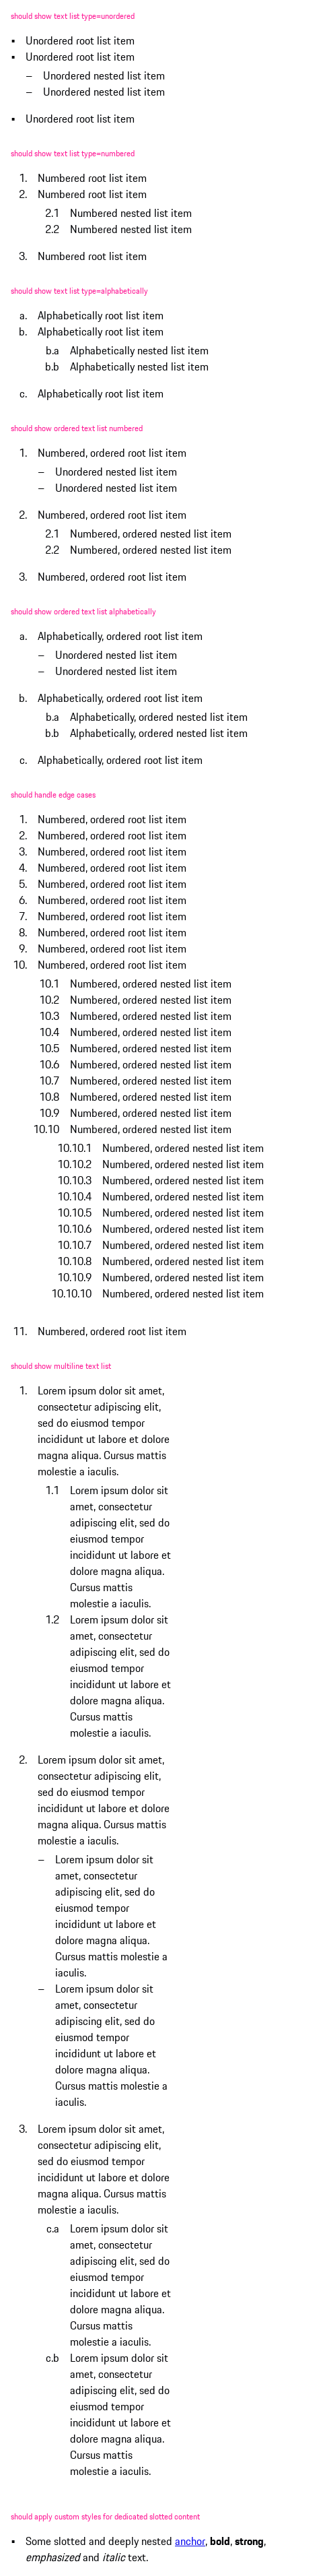 should show text list type=unordered
▪ Unordered root list item
▪ Unordered root list item
– Unordered nested list item
– Unordered nested list item
▪ Unordered root list item
should show text list type=numbered
1. Numbered root list item
2. Numbered root list item
2.1 Numbered nested list item
2.2 Numbered nested list item
3. Numbered root list item
should show text list type=alphabetically
a. Alphabetically root list item
b. Alphabetically root list item
b.a Alphabetically nested list item
b.b Alphabetically nested list item
c. Alphabetically root list item
should show ordered text list numbered
1. Numbered, ordered root list item
– Unordered nested list item
– Unordered nested list item
2. Numbered, ordered root list item
2.1 Numbered, ordered nested list item
2.2 Numbered, ordered nested list item
3. Numbered, ordered root list item
should show ordered text list alphabetically
a. Alphabetically, ordered root list item
– Unordered nested list item
– Unordered nested list item
b. Alphabetically, ordered root list item
b.a Alphabetically, ordered nested list item
b.b Alphabetically, ordered nested list item
c. Alphabetically, ordered root list item
should handle edge cases
1. Numbered, ordered root list item
2. Numbered, ordered root list item
3. Numbered, ordered root list item
4. Numbered, ordered root list item
5. Numbered, ordered root list item
6. Numbered, ordered root list item
7. Numbered, ordered root list item
8. Numbered, ordered root list item
9. Numbered, ordered root list item
10. Numbered, ordered root list item
10.1 Numbered, ordered nested list item
10.2 Numbered, ordered nested list item
10.3 Numbered, ordered nested list item
10.4 Numbered, ordered nested list item
10.5 Numbered, ordered nested list item
10.6 Numbered, ordered nested list item
10.7 Numbered, ordered nested list item
10.8 Numbered, ordered nested list item
10.9 Numbered, ordered nested list item
10.10 Numbered, ordered nested list item
10.10.1 Numbered, ordered nested list item
10.10.2 Numbered, ordered nested list item
10.10.3 Numbered, ordered nested list item
10.10.4 Numbered, ordered nested list item
10.10.5 Numbered, ordered nested list item
10.10.6 Numbered, ordered nested list item
10.10.7 Numbered, ordered nested list item
10.10.8 Numbered, ordered nested list item
10.10.9 Numbered, ordered nested list item
10.10.10 Numbered, ordered nested list item
11. Numbered, ordered root list item
should show multiline text list
1. Lorem ipsum dolor sit amet,
consectetur adipiscing elit,
sed do eiusmod tempor
incididunt ut labore et dolore
magna aliqua. Cursus mattis
molestie a iaculis.
1.1 Lorem ipsum dolor sit
amet, consectetur
adipiscing elit, sed do
eiusmod tempor
incididunt ut labore et
dolore magna aliqua.
Cursus mattis
molestie a iaculis.
1.2 Lorem ipsum dolor sit
amet, consectetur
adipiscing elit, sed do
eiusmod tempor
incididunt ut labore et
dolore magna aliqua.
Cursus mattis
molestie a iaculis.
2. Lorem ipsum dolor sit amet,
consectetur adipiscing elit,
sed do eiusmod tempor
incididunt ut labore et dolore
magna aliqua. Cursus mattis
molestie a iaculis.
– Lorem ipsum dolor sit
amet, consectetur
adipiscing elit, sed do
eiusmod tempor
incididunt ut labore et
dolore magna aliqua.
Cursus mattis molestie a
iaculis.
– Lorem ipsum dolor sit
amet, consectetur
adipiscing elit, sed do
eiusmod tempor
incididunt ut labore et
dolore magna aliqua.
Cursus mattis molestie a
iaculis.
3. Lorem ipsum dolor sit amet,
consectetur adipiscing elit,
sed do eiusmod tempor
incididunt ut labore et dolore
magna aliqua. Cursus mattis
molestie a iaculis.
c.a Lorem ipsum dolor sit
amet, consectetur
adipiscing elit, sed do
eiusmod tempor
incididunt ut labore et
dolore magna aliqua.
Cursus mattis
molestie a iaculis.
c.b Lorem ipsum dolor sit
amet, consectetur
adipiscing elit, sed do
eiusmod tempor
incididunt ut labore et
dolore magna aliqua.
Cursus mattis
molestie a iaculis.
should apply custom styles for dedicated slotted content
▪ Some slotted and deeply nested anchor, bold, strong,
emphasized and italic text.